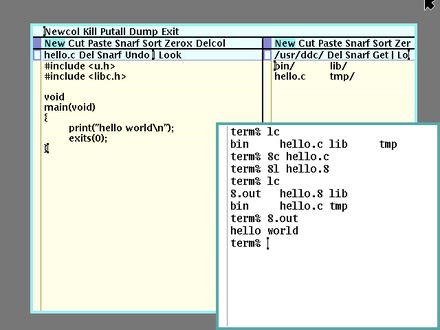 Newcol Kill Putall Dump Exit
New Cut Paste Snarf Sort Zerox Delcol
hello.c Del Snarf Undo | Look
#include <u.h>
#include <libc.h>
void
main(void)
{
print("hello world\n");
exits(0);
}
New Cut Paste Snarf Sort Zer
/usr/ddc/ Del Snarf Get | Lo
bin/ lib/
hello.c tmp/
term% lc
bin hello.c lib tmp
term% 8c hello.c
term% 8l hello.8
term% lc
8.out hello.8 lib
bin hello.c tmp
term% 8.out
hello world
term%